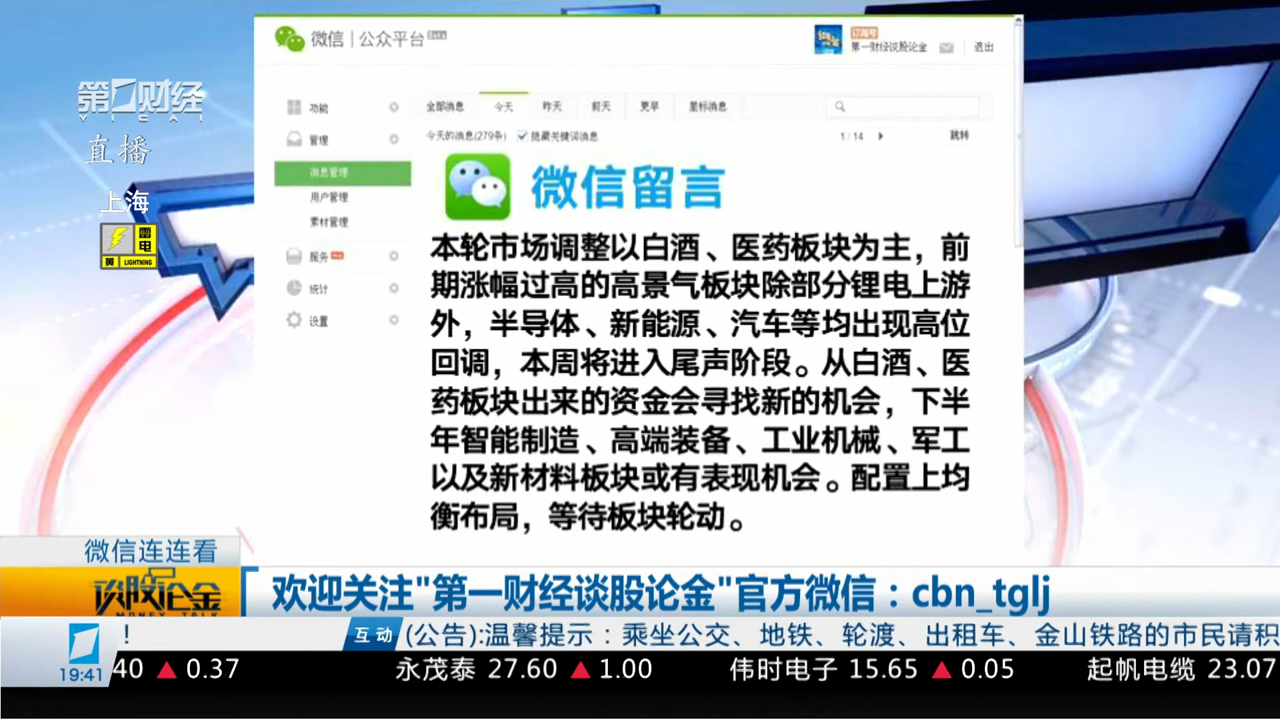 微信 | 公众平台 Beta
订阅号
第一财经谈股论金
退出
第一财经
YICAI
直播
上海
雷电
黄 LIGHTNING
功能
管理
消息管理
用户管理
素材管理
服务
统计
设置
全部消息 今天 昨天 前天 更早 星标消息
今天的消息(279条) 隐藏关键词消息 1 / 14 跳转
微信留言
本轮市场调整以白酒、医药板块为主，前
期涨幅过高的高景气板块除部分锂电上游
外，半导体、新能源、汽车等均出现高位
回调，本周将进入尾声阶段。从白酒、医
药板块出来的资金会寻找新的机会，下半
年智能制造、高端装备、工业机械、军工
以及新材料板块或有表现机会。配置上均
衡布局，等待板块轮动。
微信连连看
谈股论金
MONEY TALK
欢迎关注"第一财经谈股论金"官方微信：cbn_tglj
！ 互动 (公告):温馨提示：乘坐公交、地铁、轮渡、出租车、金山铁路的市民请积
19:41 40 ▲ 0.37 永茂泰 27.60 ▲ 1.00 伟时电子 15.65 ▲ 0.05 起帆电缆 23.07